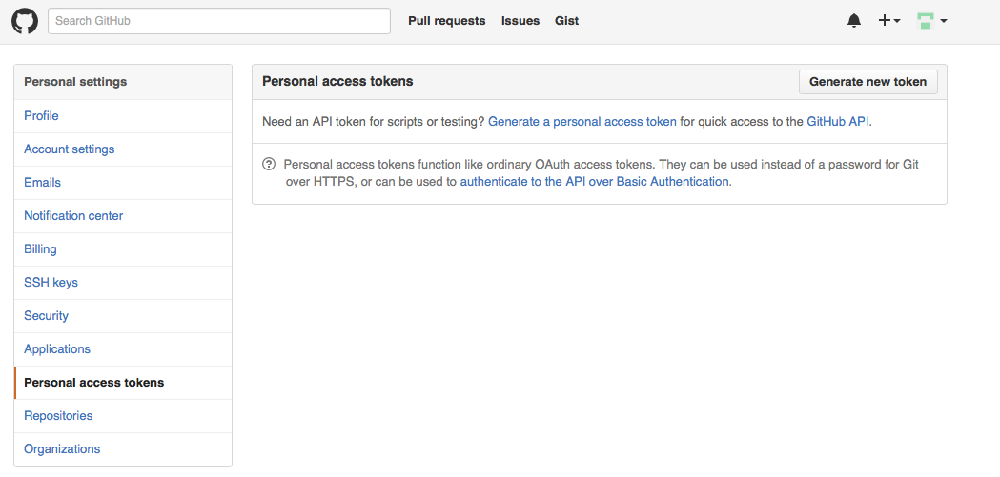 Search GitHub
Pull requests
Issues
Gist
Personal settings
Profile
Account settings
Emails
Notification center
Billing
SSH keys
Security
Applications
Personal access tokens
Repositories
Organizations
Personal access tokens
Generate new token
Need an API token for scripts or testing? Generate a personal access token for quick access to the GitHub API.
Personal access tokens function like ordinary OAuth access tokens. They can be used instead of a password for Git
over HTTPS, or can be used to authenticate to the API over Basic Authentication.